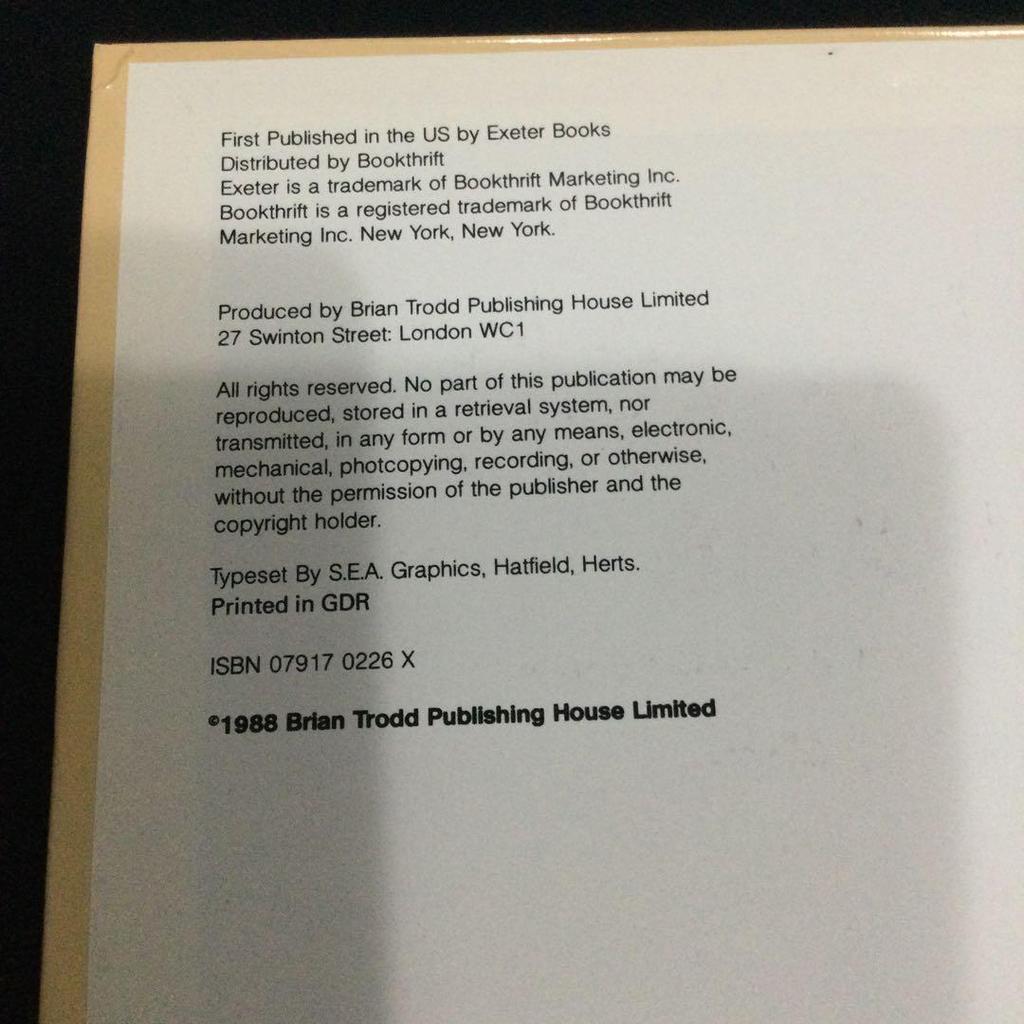 First Published in the US by Exeter Books
Distributed by Bookthrift
Exeter is a trademark of Bookthrift Marketing Inc.
Bookthrift is a registered trademark of Bookthrift
Marketing Inc. New York, New York.
Produced by Brian Trodd Publishing House Limited
27 Swinton Street: London WC1
All rights reserved. No part of this publication may be
reproduced, stored in a retrieval system, nor
transmitted, in any form or by any means, electronic,
mechanical, photcopying, recording, or otherwise,
without the permission of the publisher and the
copyright holder.
Typeset By S.E.A. Graphics, Hatfield, Herts.
Printed in GDR
ISBN 07917 0226 X
©1988 Brian Trodd Publishing House Limited